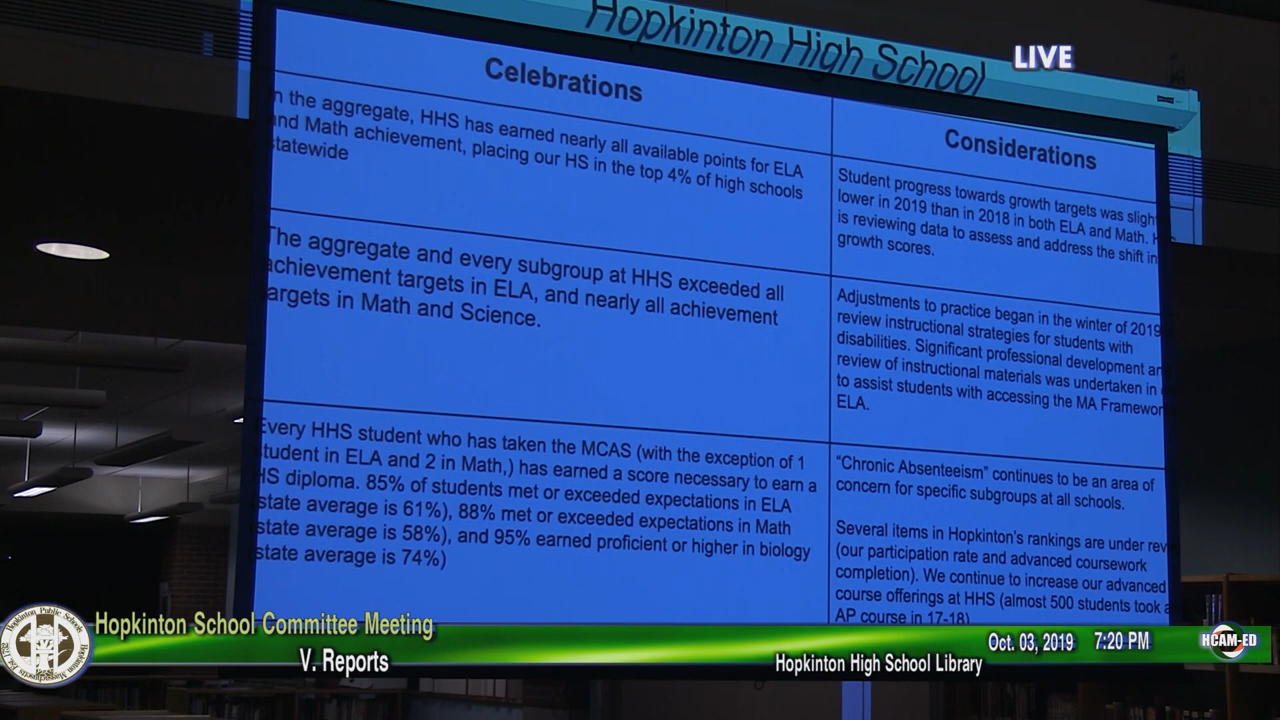 Hopkinton High School
LIVE
Celebrations
n the aggregate, HHS has earned nearly all available points for ELA
nd Math achievement, placing our HS in the top 4% of high schools
statewide
The aggregate and every subgroup at HHS exceeded all
achievement targets in ELA, and nearly all achievement
argets in Math and Science.
Every HHS student who has taken the MCAS (with the exception of 1
student in ELA and 2 in Math,) has earned a score necessary to earn a
HS diploma. 85% of students met or exceeded expectations in ELA
(state average is 61%), 88% met or exceeded expectations in Math
(state average is 58%), and 95% earned proficient or higher in biology
(state average is 74%)
Considerations
Student progress towards growth targets was sligh
lower in 2019 than in 2018 in both ELA and Math.
is reviewing data to assess and address the shift in
growth scores.
Adjustments to practice began in the winter of 2019
review instructional strategies for students with
disabilities. Significant professional development an
review of instructional materials was undertaken in
to assist students with accessing the MA Framewor
ELA.
"Chronic Absenteeism" continues to be an area of
concern for specific subgroups at all schools.
Several items in Hopkinton's rankings are under rev
(our participation rate and advanced coursework
completion). We continue to increase our advanced
course offerings at HHS (almost 500 students took a
AP course in 17-18)
Hopkinton School Committee Meeting
V. Reports
Oct. 03, 2019 7:20 PM
Hopkinton High School Library
HCAM-ED
Hopkinton Public Schools